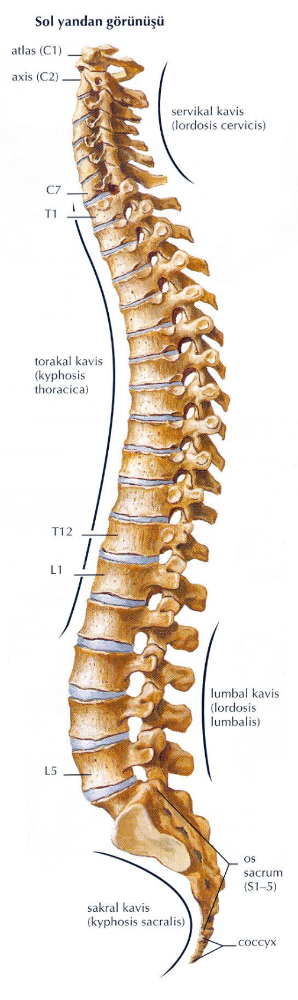 Sol yandan görünüşü
atlas (C1)
axis (C2)
servikal kavis
(lordosis cervicis)
C7
T1
torakal kavis
(kyphosis
thoracica)
T12
L1
lumbal kavis
(lordosis
lumbalis)
L5
os
sacrum
(S1–5)
sakral kavis
(kyphosis sacralis)
coccyx